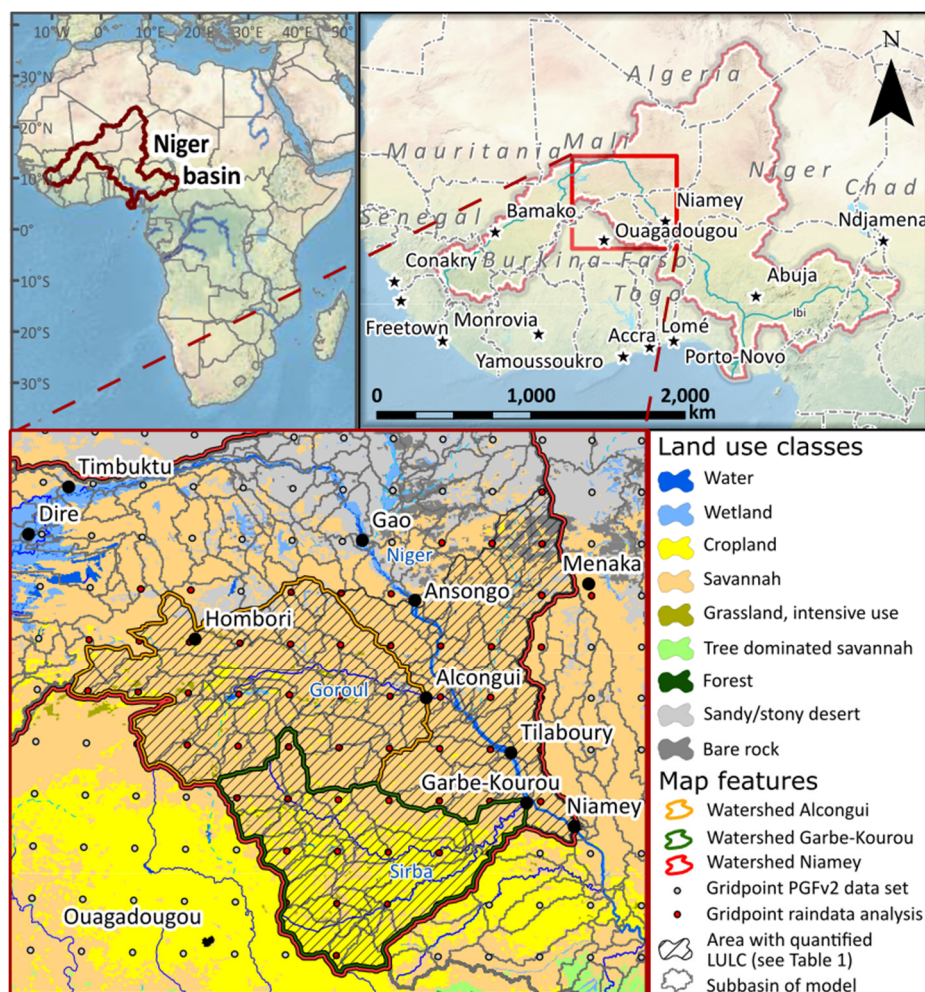 10°W 0°E 10°E 20°E 30°E 40°E 50°E
30°N
20°N
10°N
0°
10°S
20°S
30°S
Niger
basin
N
Algeria
Mali
Mauritania
Niger
Chad
Senegal
Niamey
Bamako
Ndjamena
Ouagadougou
Conakry
Burkina Faso
Abuja
Togo
Ibi
Freetown
Monrovia
Lomé
Accra
Yamoussoukro
Porto-Novo
0 1,000 2,000
km
Timbuktu
Dire
Gao
Niger
Menaka
Ansongo
Hombori
Goroul
Alcongui
Tilaboury
Garbe-Kourou
Niamey
Sirba
Ouagadougou
Land use classes
Water
Wetland
Cropland
Savannah
Grassland, intensive use
Tree dominated savannah
Forest
Sandy/stony desert
Bare rock
Map features
Watershed Alcongui
Watershed Garbe-Kourou
Watershed Niamey
Gridpoint PGFv2 data set
Gridpoint raindata analysis
Area with quantified
LULC (see Table 1)
Subbasin of model